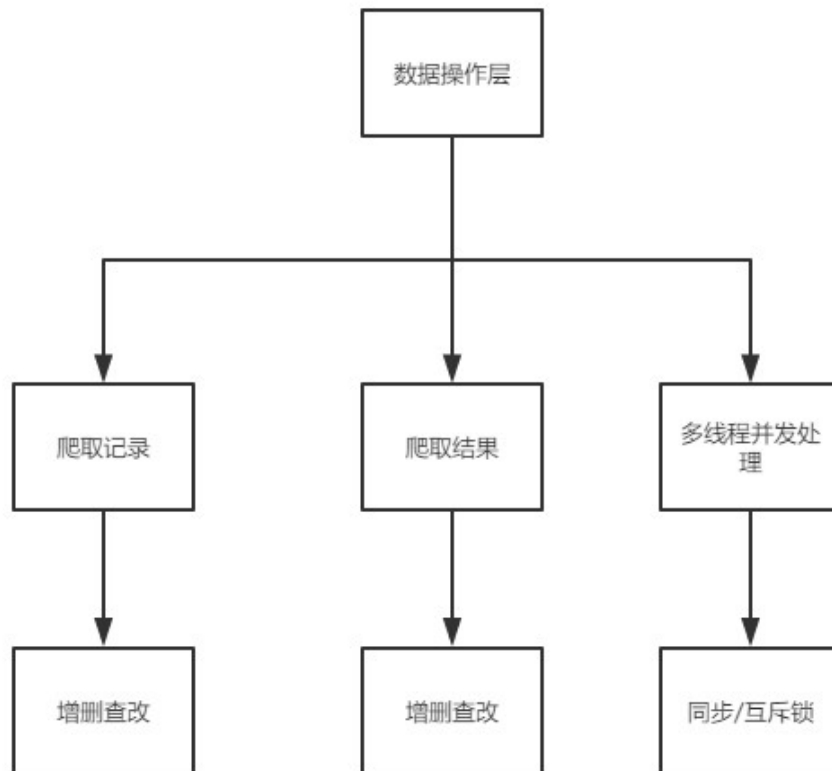 数据操作层
爬取记录
爬取结果
多线程并发处
理
增删查改
增删查改
同步/互斥锁